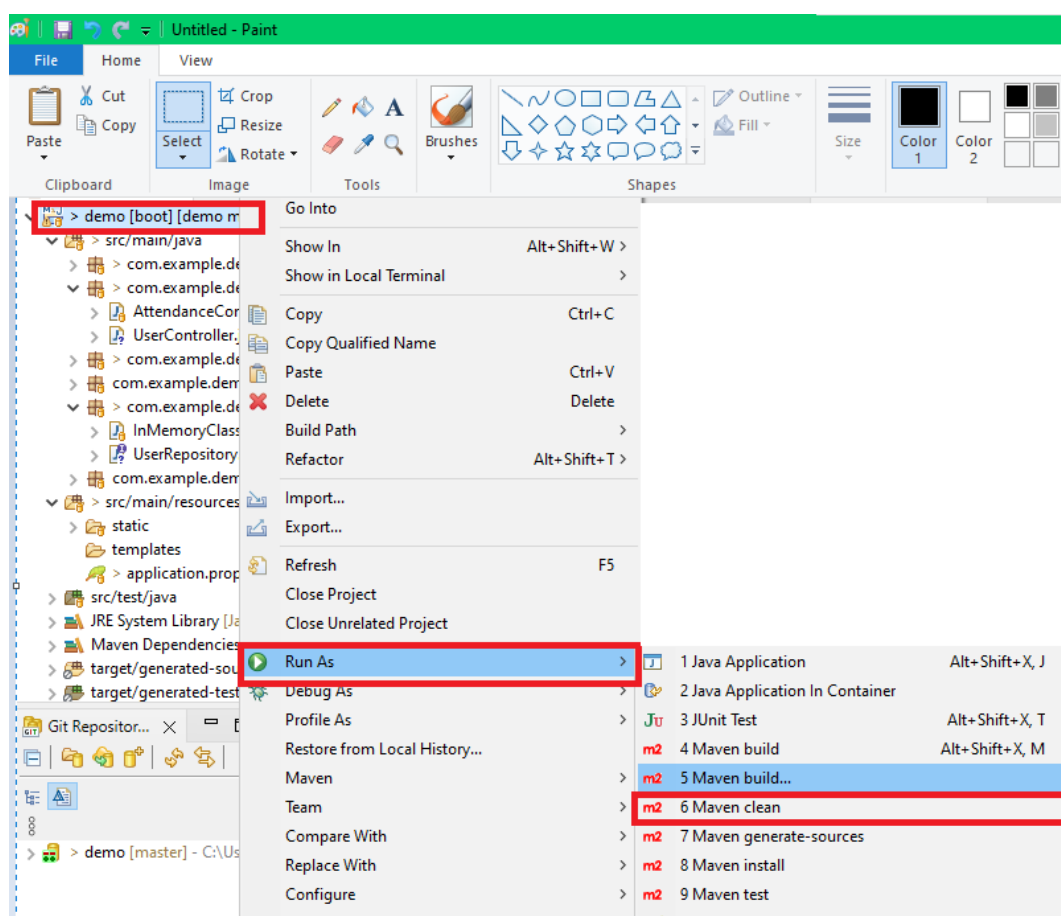 Untitled - Paint
File Home View
Cut
Copy
Paste
Clipboard
Select
Crop
Resize
Rotate
Image
A
Tools
Brushes
Outline
Fill
Shapes
Size
Color 1
Color 2
> demo [boot] [demo m
> src/main/java
> com.example.de
> com.example.de
AttendanceCor
UserController.
> com.example.de
com.example.dem
> com.example.de
InMemoryClass
UserRepository
com.example.dem
> src/main/resources
static
templates
> application.prop
src/test/java
JRE System Library [Ja
Maven Dependencies
target/generated-sou
target/generated-test
Git Repositor...
> demo [master] - C:\Us
Go Into
Show In Alt+Shift+W >
Show in Local Terminal >
Copy Ctrl+C
Copy Qualified Name
Paste Ctrl+V
Delete Delete
Build Path >
Refactor Alt+Shift+T >
Import...
Export...
Refresh F5
Close Project
Close Unrelated Project
Run As >
Debug As >
Profile As >
Restore from Local History...
Maven >
Team >
Compare With >
Replace With >
Configure >
1 Java Application Alt+Shift+X, J
2 Java Application In Container
Ju 3 JUnit Test Alt+Shift+X, T
m2 4 Maven build Alt+Shift+X, M
m2 5 Maven build...
m2 6 Maven clean
m2 7 Maven generate-sources
m2 8 Maven install
m2 9 Maven test